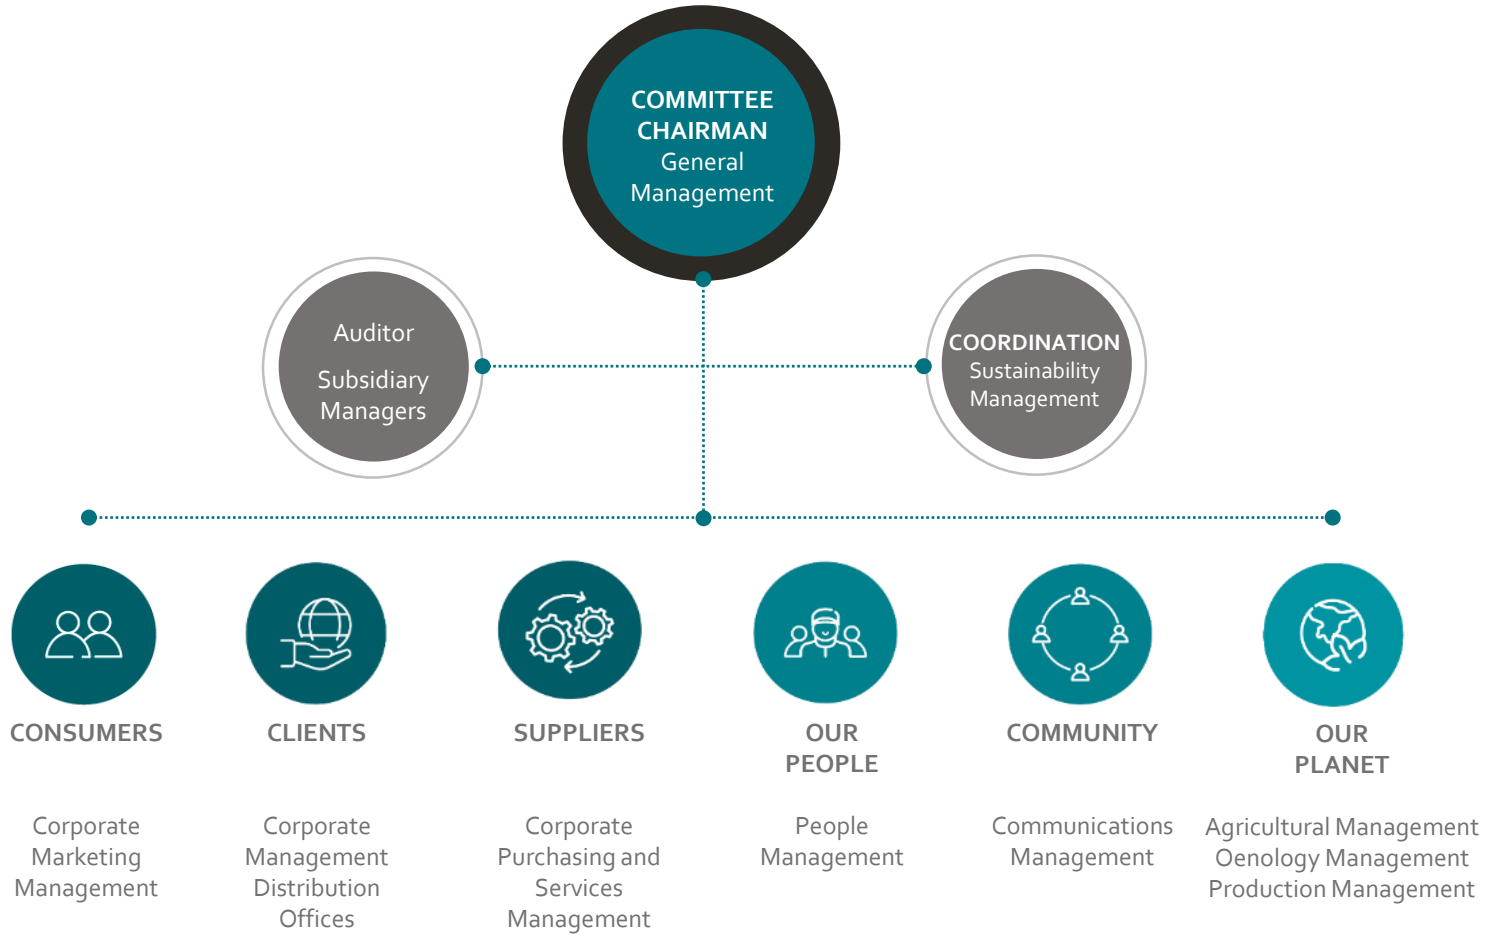 COMMITTEE
CHAIRMAN
General
Management
Auditor
Subsidiary
Managers
COORDINATION
Sustainability
Management
CONSUMERS
Corporate
Marketing
Management
CLIENTS
Corporate
Management
Distribution
Offices
SUPPLIERS
Corporate
Purchasing and
Services
Management
OUR
PEOPLE
People
Management
COMMUNITY
Communications
Management
OUR
PLANET
Agricultural Management
Oenology Management
Production Management